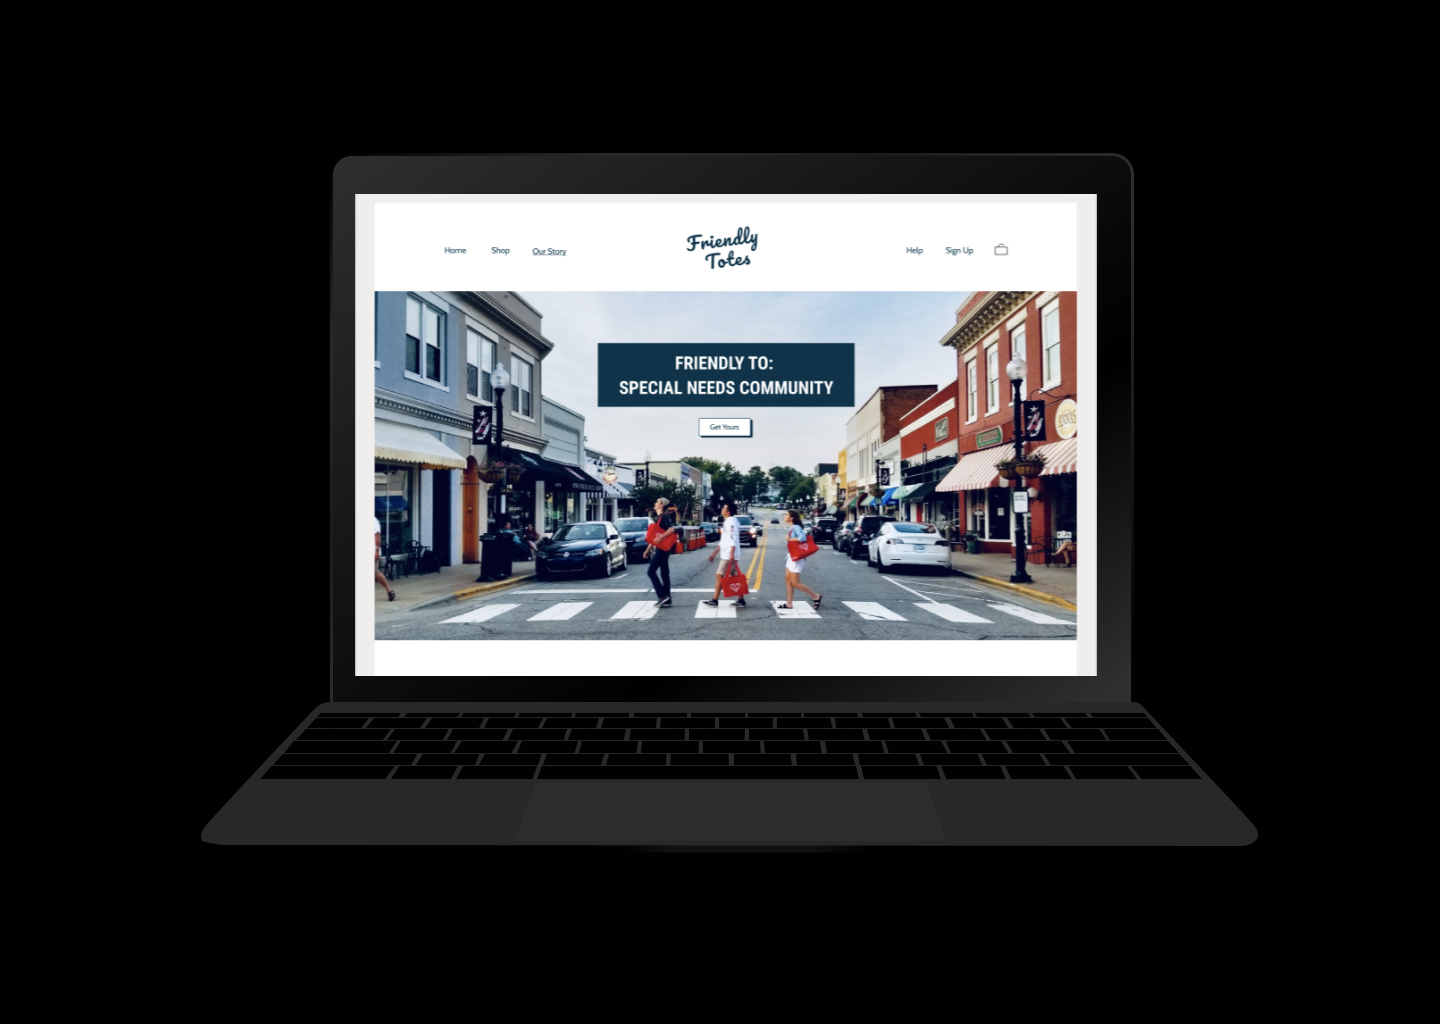 Home
Shop
Our Story
Friendly
Totes
Help
Sign Up
FRIENDLY TO:
SPECIAL NEEDS COMMUNITY
Get Yours